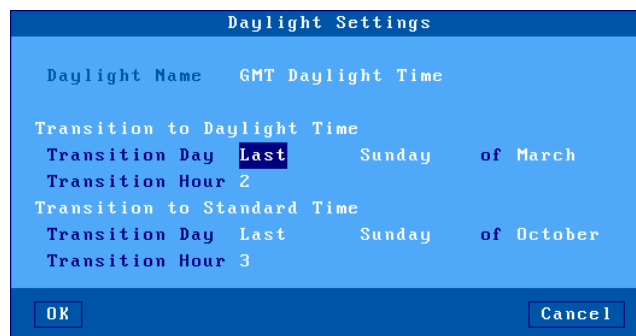 Daylight Settings
Daylight Name GMT Daylight Time
Transition to Daylight Time
Transition Day Last Sunday of March
Transition Hour 2
Transition to Standard Time
Transition Day Last Sunday of October
Transition Hour 3
OK Cancel